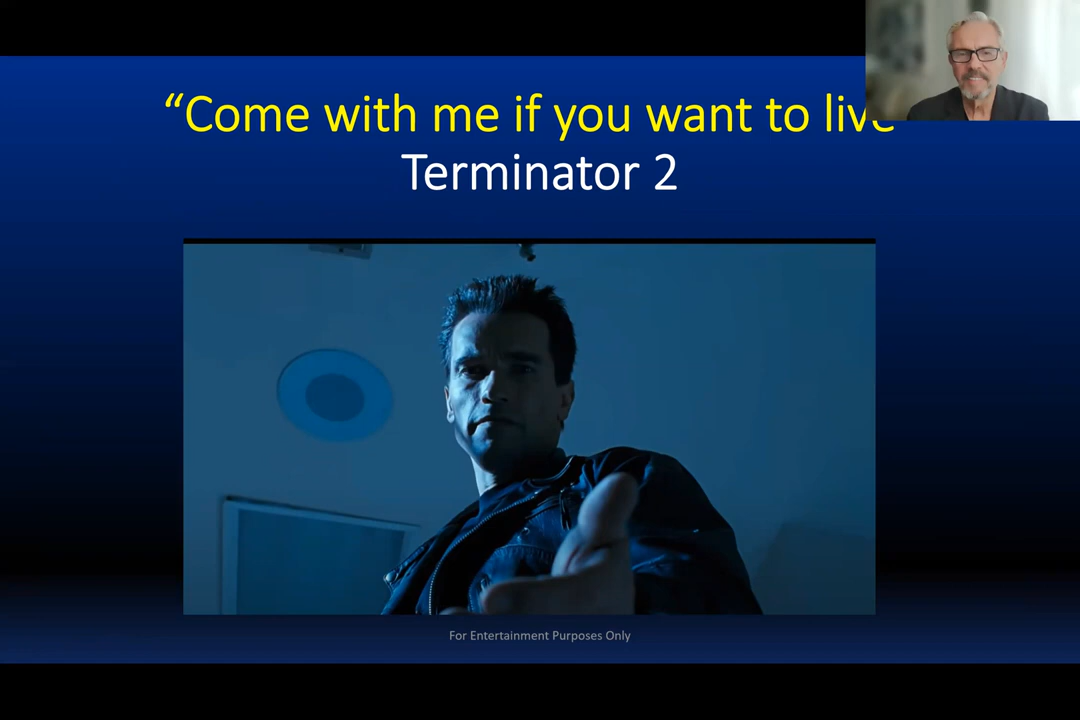 “Come with me if you want to live
Terminator 2
For Entertainment Purposes Only